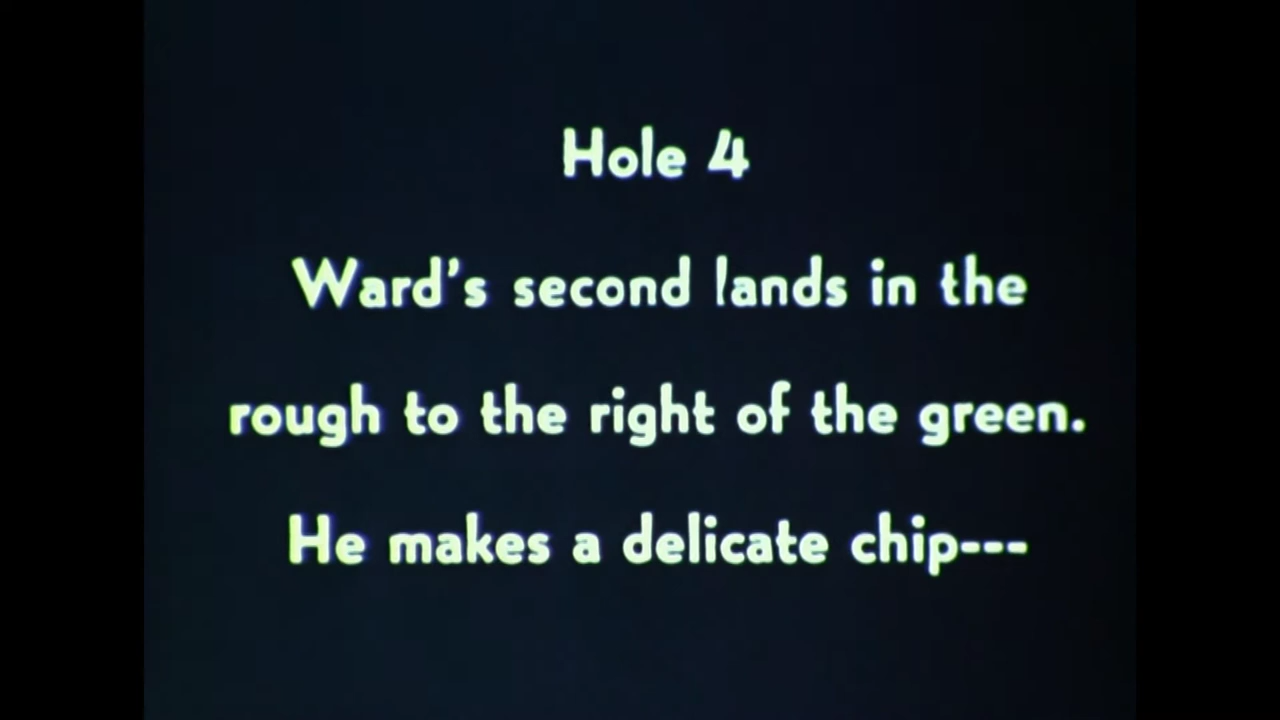 Hole 4
Ward's second lands in the
rough to the right of the green.
He makes a delicate chip---